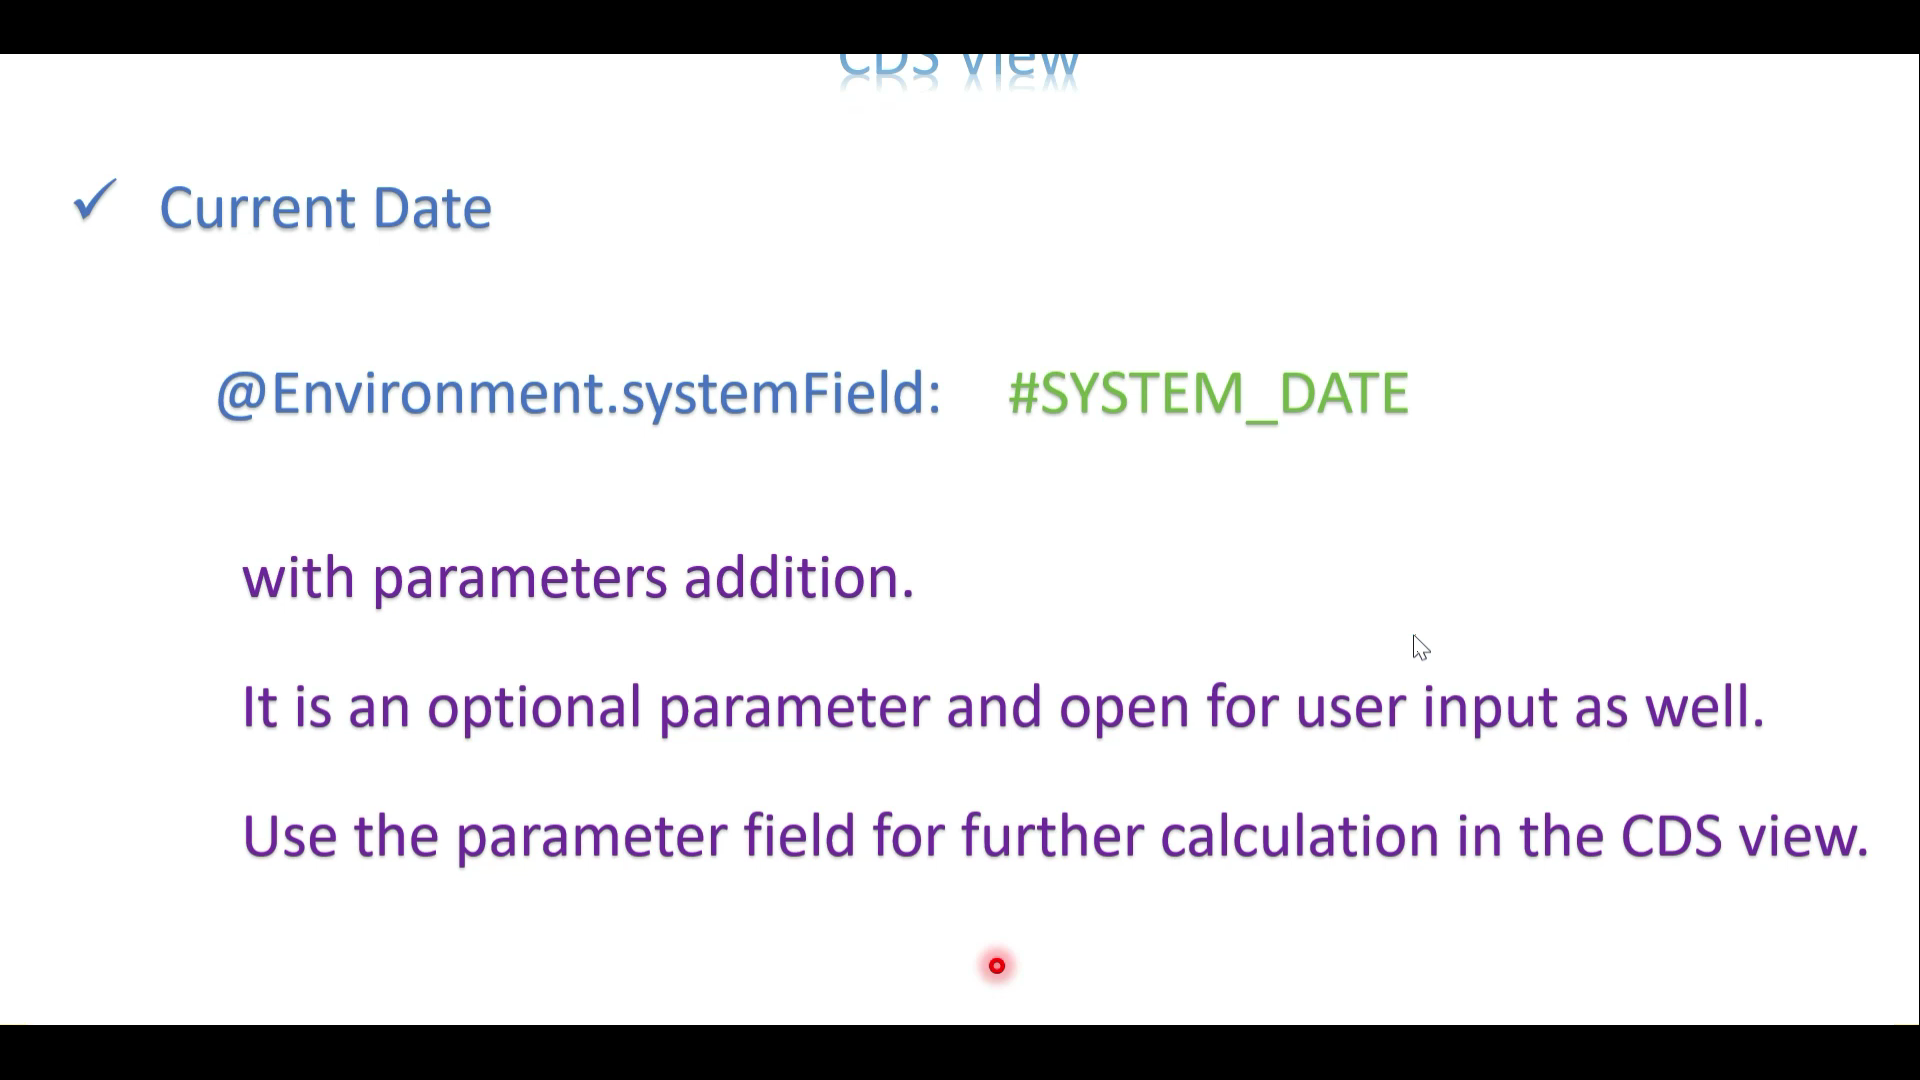 CDS View
Current Date
@Environment.systemField: #SYSTEM_DATE
with parameters addition.
It is an optional parameter and open for user input as well.
Use the parameter field for further calculation in the CDS view.